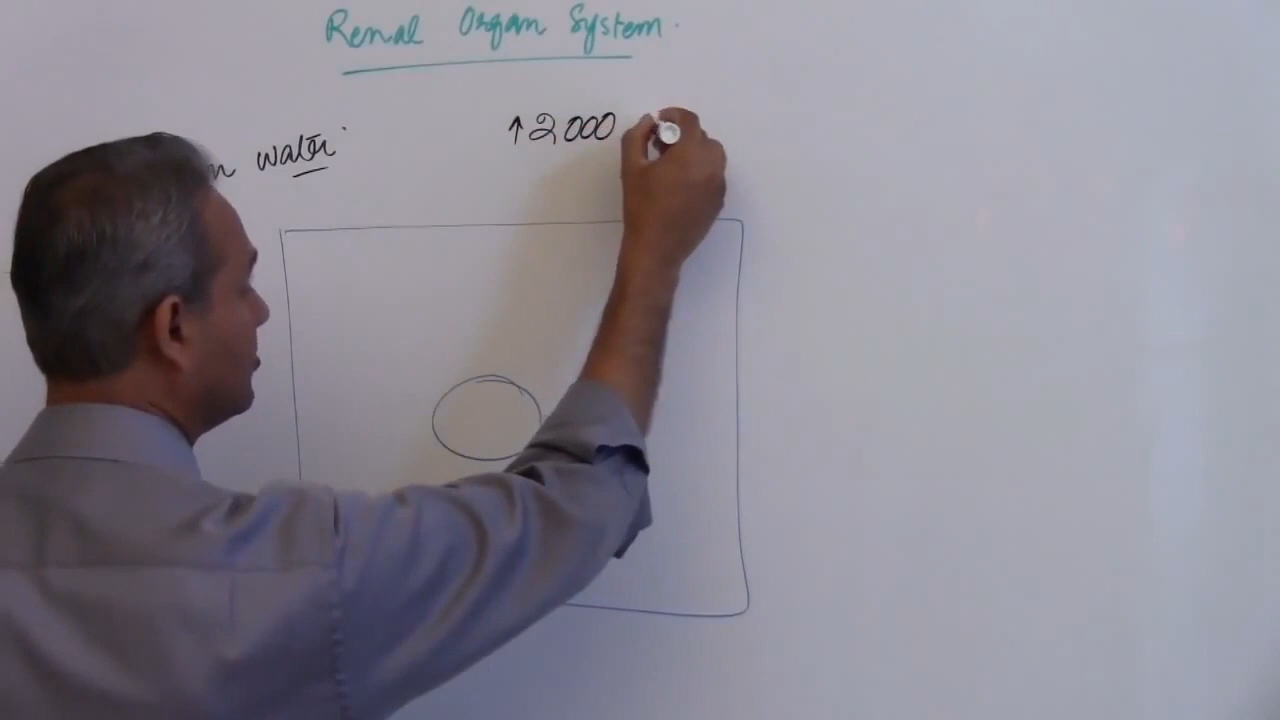 Renal Organ System.
↑2000
water